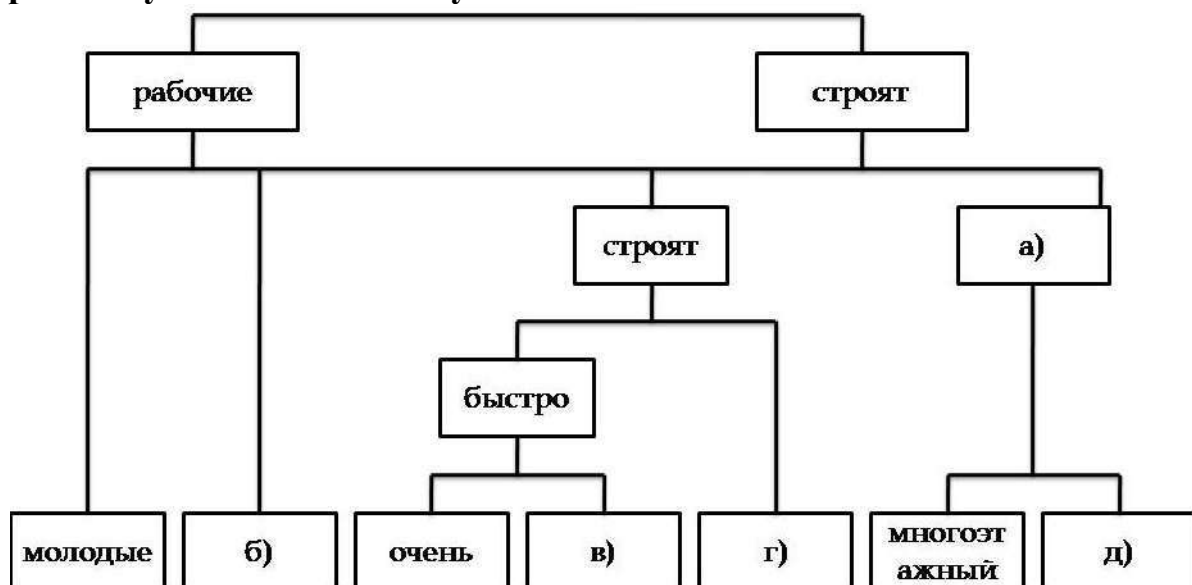 рабочие строят
строят а)
быстро
молодые б) очень в) г) многоэт
ажный д)